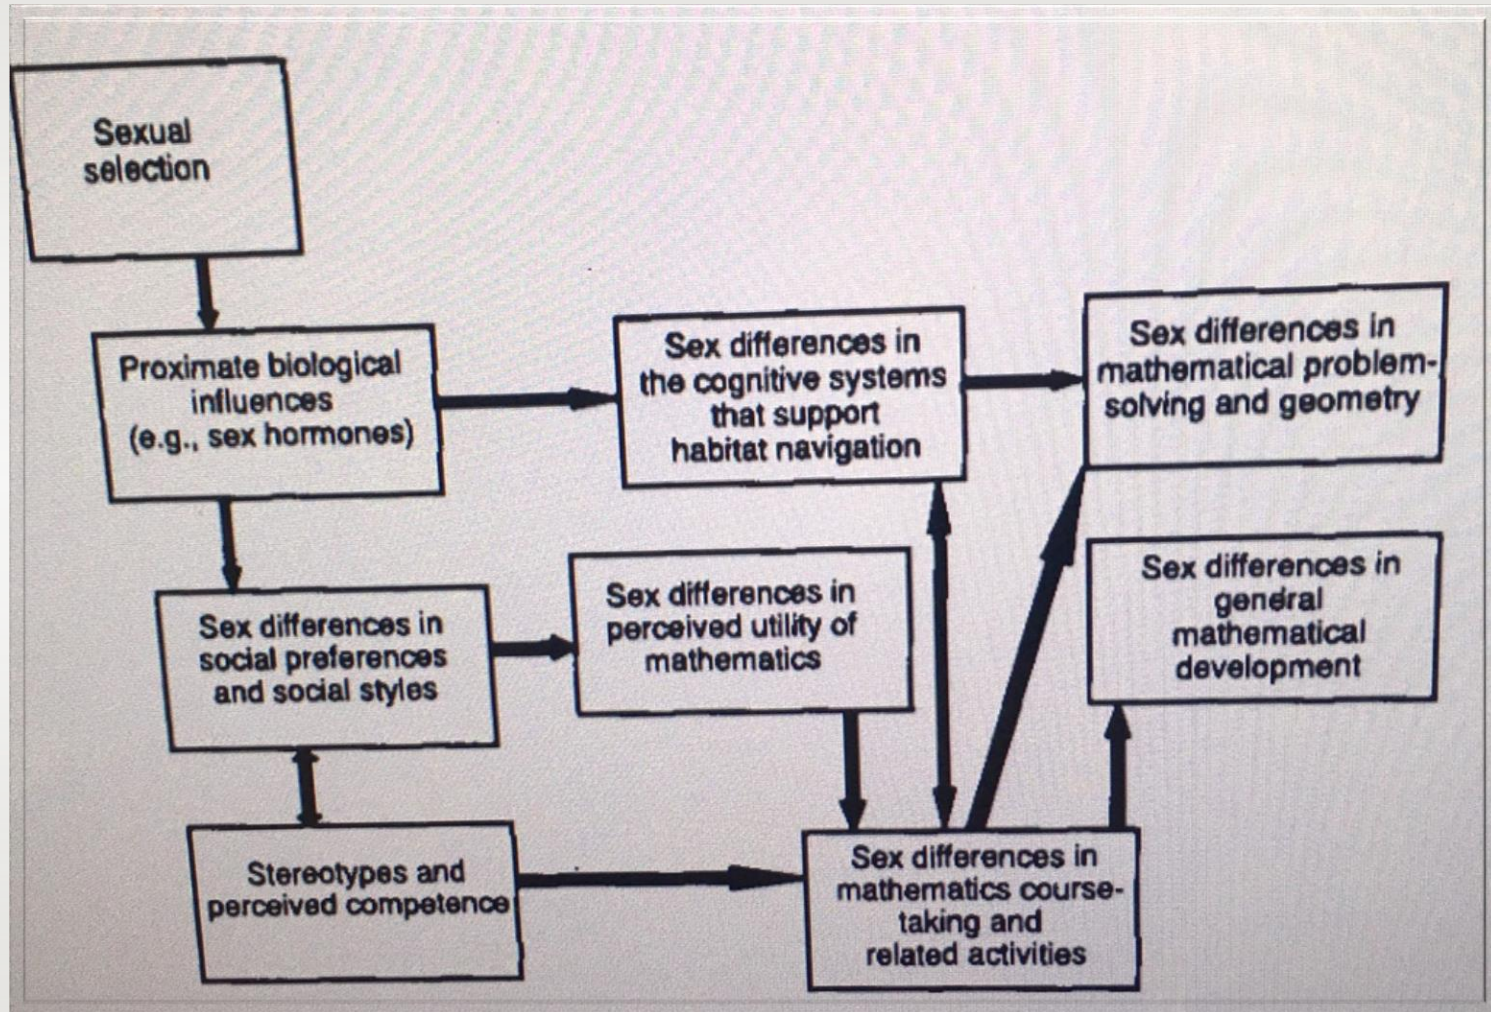 Sexual
selection
Proximate biological
influences
(e.g., sex hormones)
Sex differences in
the cognitive systems
that support
habitat navigation
Sex differences in
mathematical problem-
solving and geometry
Sex differences in
social preferences
and social styles
Sex differences in
perceived utility of
mathematics
Sex differences in
general
mathematical
development
Stereotypes and
perceived competence
Sex differences in
mathematics course-
taking and
related activities